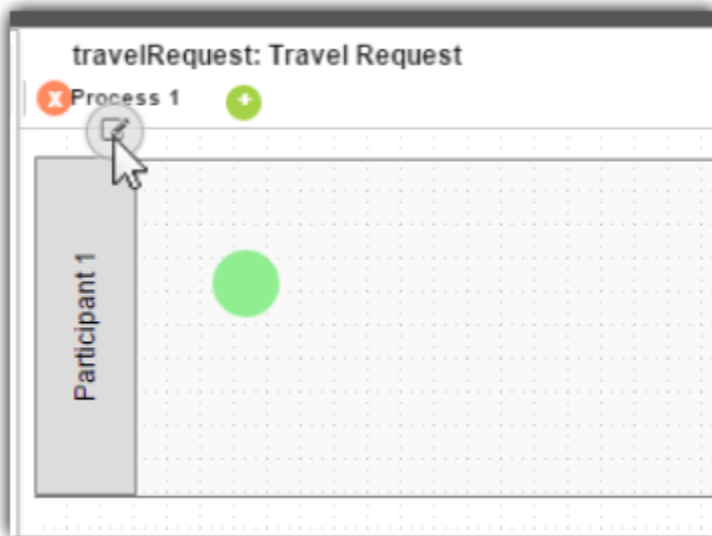 travelRequest: Travel Request
x Process 1 +
Participant 1